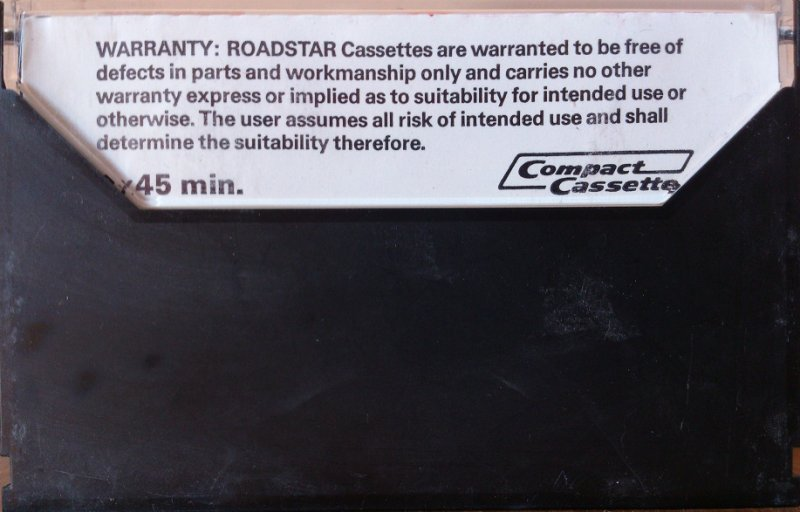 WARRANTY: ROADSTAR Cassettes are warranted to be free of
defects in parts and workmanship only and carries no other
warranty express or implied as to suitability for intended use or
otherwise. The user assumes all risk of intended use and shall
determine the suitability therefore.
45 min.
Compact
Cassette